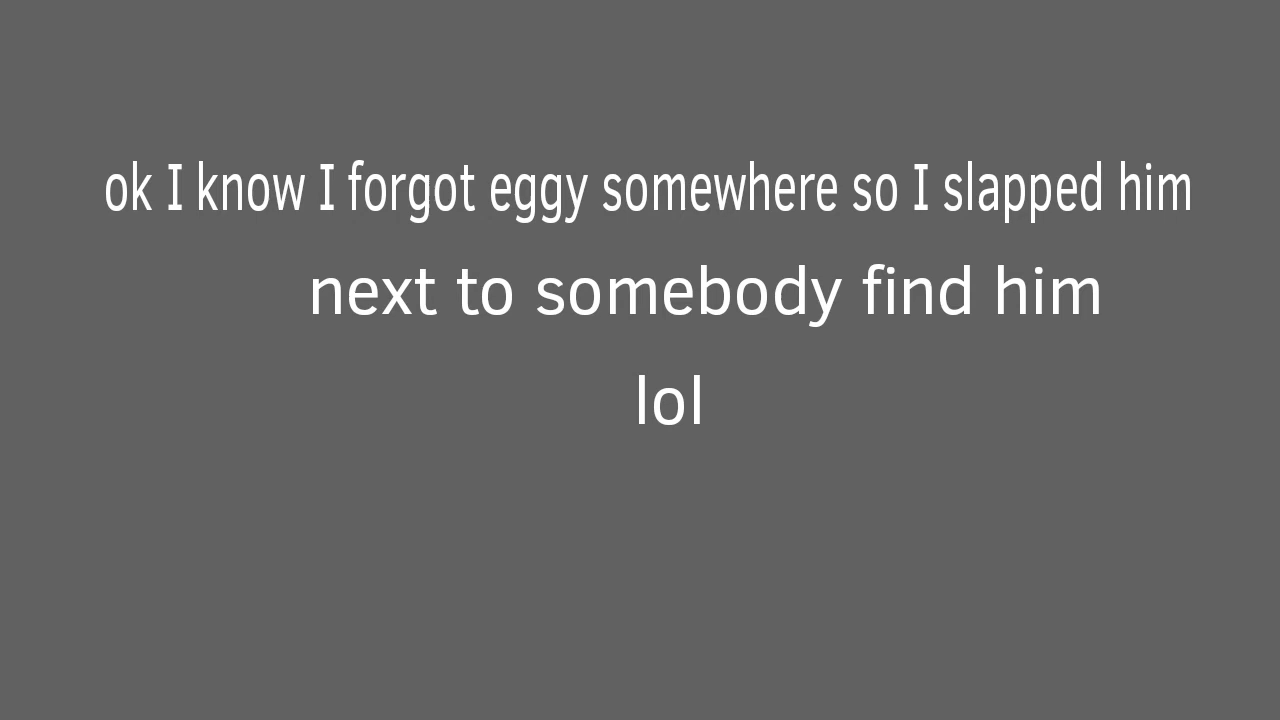 ok I know I forgot eggy somewhere so I slapped him
next to somebody find him
lol